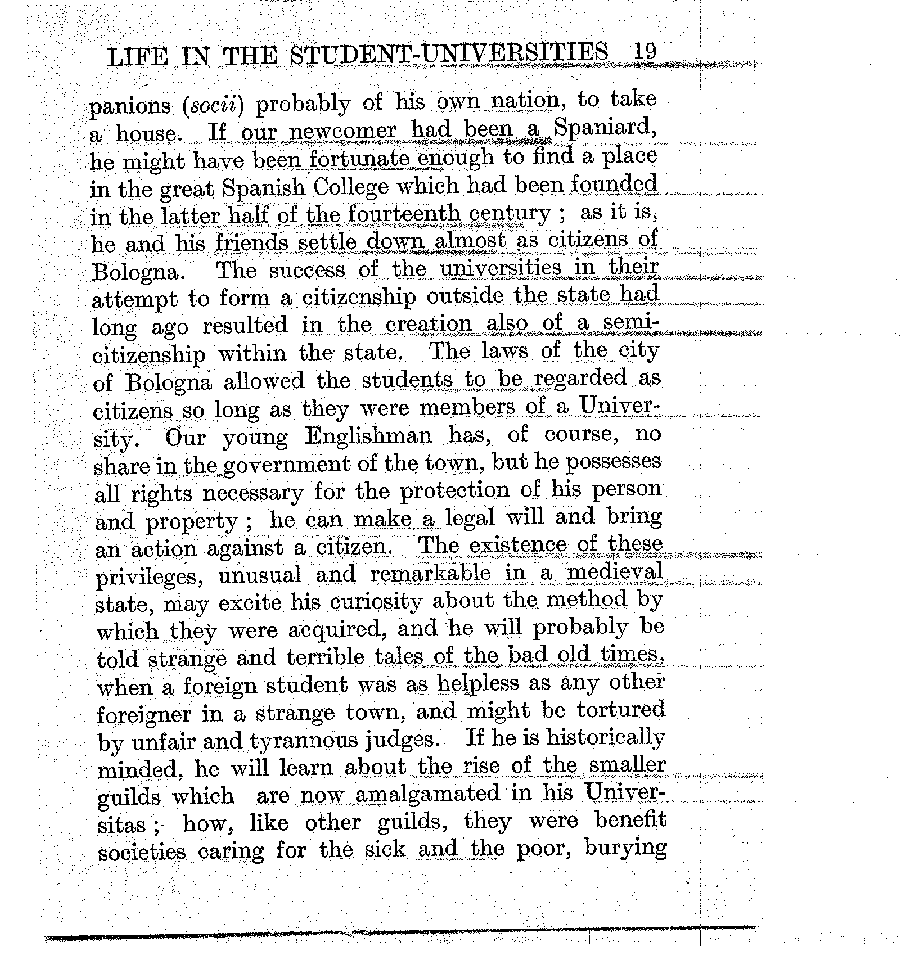 LIFE IN THE STUDENT-UNIVERSITIES 19
panions (socii) probably of his own nation, to take
a house. If our newcomer had been a Spaniard,
he might have been fortunate enough to find a place
in the great Spanish College which had been founded
in the latter half of the fourteenth century ; as it is,
he and his friends settle down almost as citizens of
Bologna. The success of the universities in their
attempt to form a citizenship outside the state had
long ago resulted in the creation also of a semi-
citizenship within the state. The laws of the city
of Bologna allowed the students to be regarded as
citizens so long as they were members of a Univer-
sity. Our young Englishman has, of course, no
share in the government of the town, but he possesses
all rights necessary for the protection of his person
and property ; he can make a legal will and bring
an action against a citizen. The existence of these
privileges, unusual and remarkable in a medieval
state, may excite his curiosity about the method by
which they were acquired, and he will probably be
told strange and terrible tales of the bad old times,
when a foreign student was as helpless as any other
foreigner in a strange town, and might be tortured
by unfair and tyrannous judges. If he is historically
minded, he will learn about the rise of the smaller
guilds which are now amalgamated in his Univer-
sitas ; how, like other guilds, they were benefit
societies caring for the sick and the poor, burying